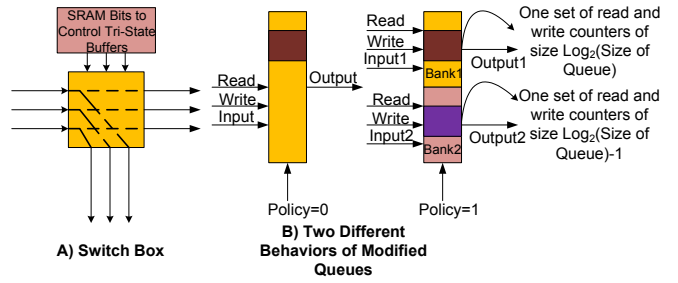 SRAM Bits to
Control Tri-State
Buffers
A) Switch Box
Read
Write
Input
Output
Policy=0
Read
Write
Input1
Bank1
Output1
Read
Write
Input2
Bank2
Output2
Policy=1
One set of read and
write counters of
size Log₂(Size of
Queue)
One set of read and
write counters of
size Log₂(Size of
Queue)-1
B) Two Different
Behaviors of Modified
Queues